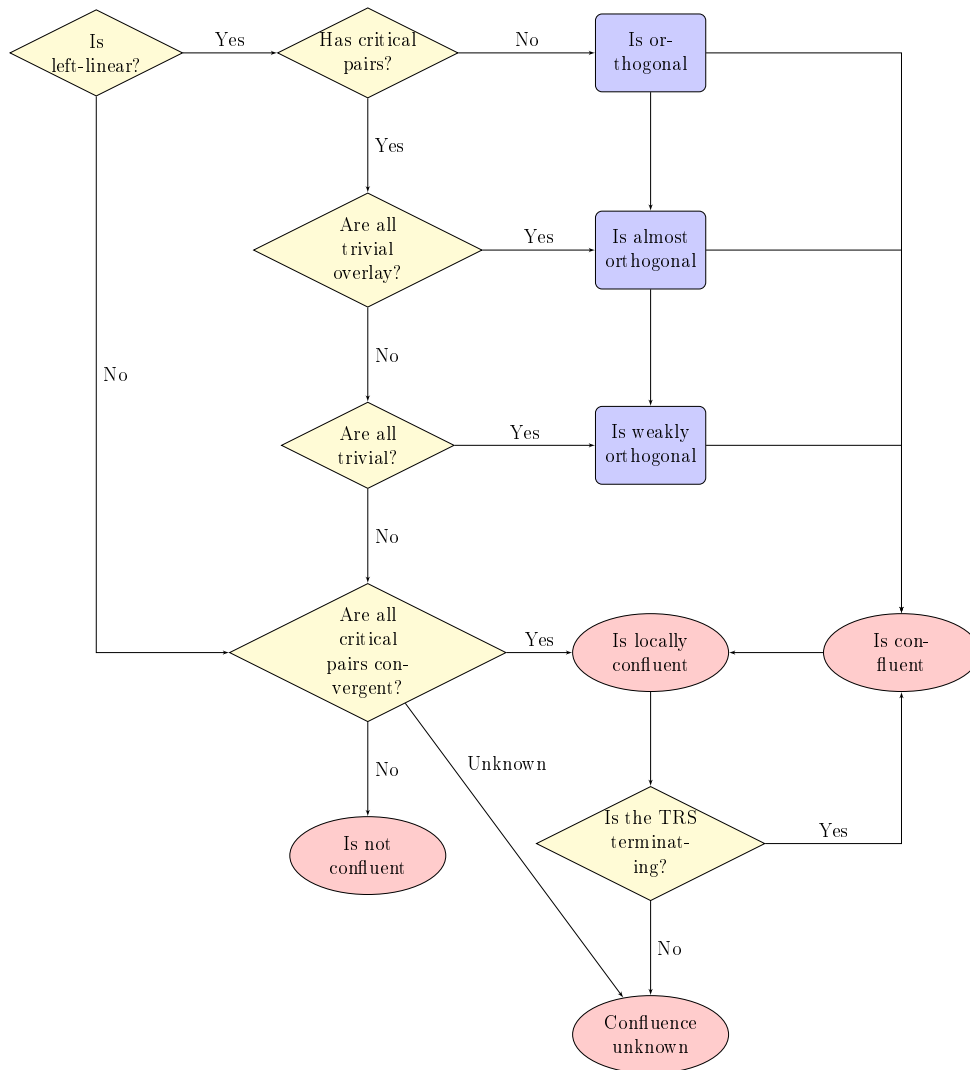 Is
left-linear?
Yes
Has critical
pairs?
No
Is or-
thogonal
Yes
Are all
trivial
overlay?
Yes
Is almost
orthogonal
No
No
Are all
trivial?
Yes
Is weakly
orthogonal
No
Are all
critical
pairs con-
vergent?
Yes
Is locally
confluent
Is con-
fluent
No
Unknown
Is not
confluent
Is the TRS
terminat-
ing?
Yes
No
Confluence
unknown